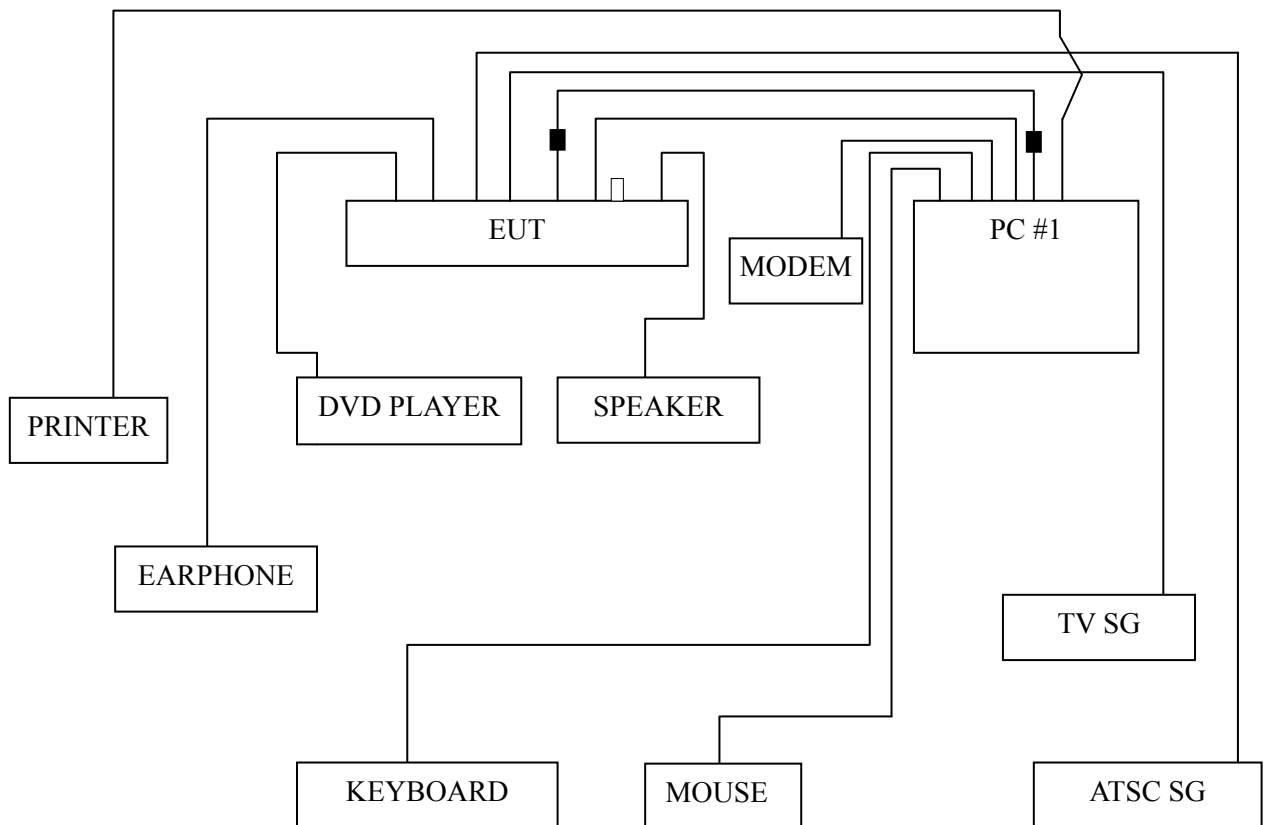 EUT
PC #1
MODEM
DVD PLAYER
SPEAKER
PRINTER
EARPHONE
TV SG
KEYBOARD
MOUSE
ATSC SG